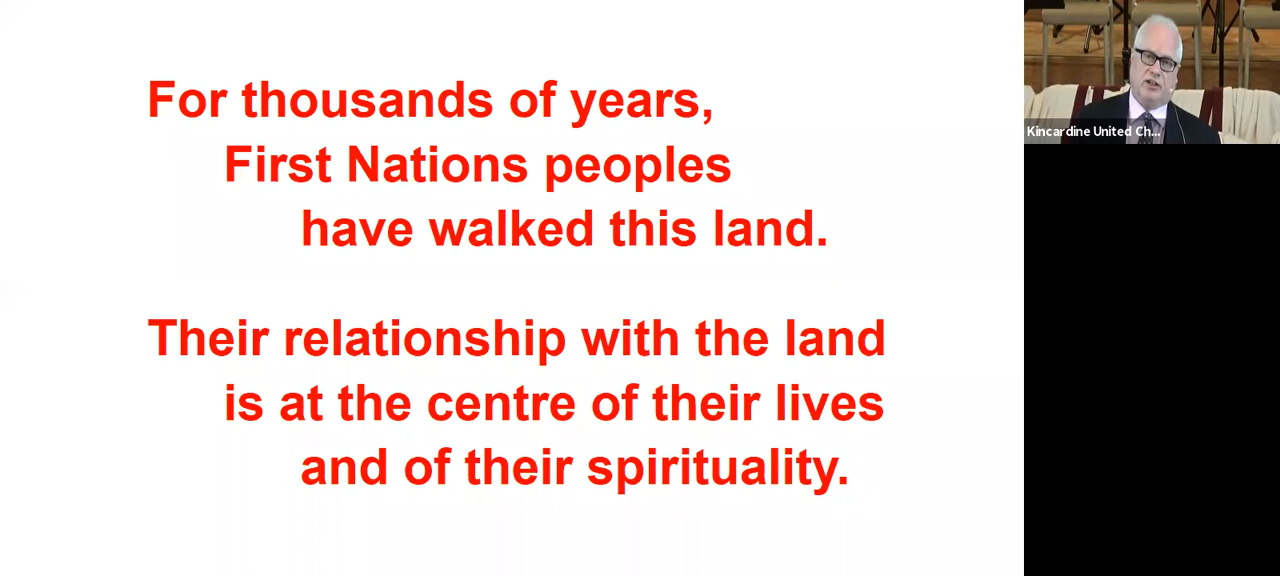 For thousands of years,
First Nations peoples
have walked this land.
Their relationship with the land
is at the centre of their lives
and of their spirituality.
Kincardine United Ch...